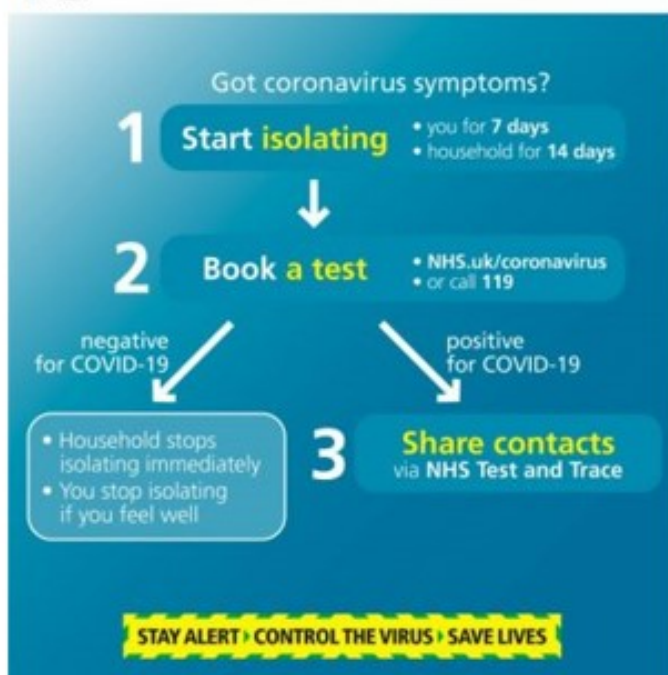 Got coronavirus symptoms?
1 Start isolating
• you for 7 days
• household for 14 days
2 Book a test
• NHS.uk/coronavirus
• or call 119
negative
for COVID-19
positive
for COVID-19
• Household stops
isolating immediately
• You stop isolating
if you feel well
3 Share contacts
via NHS Test and Trace
STAY ALERT CONTROL THE VIRUS SAVE LIVES